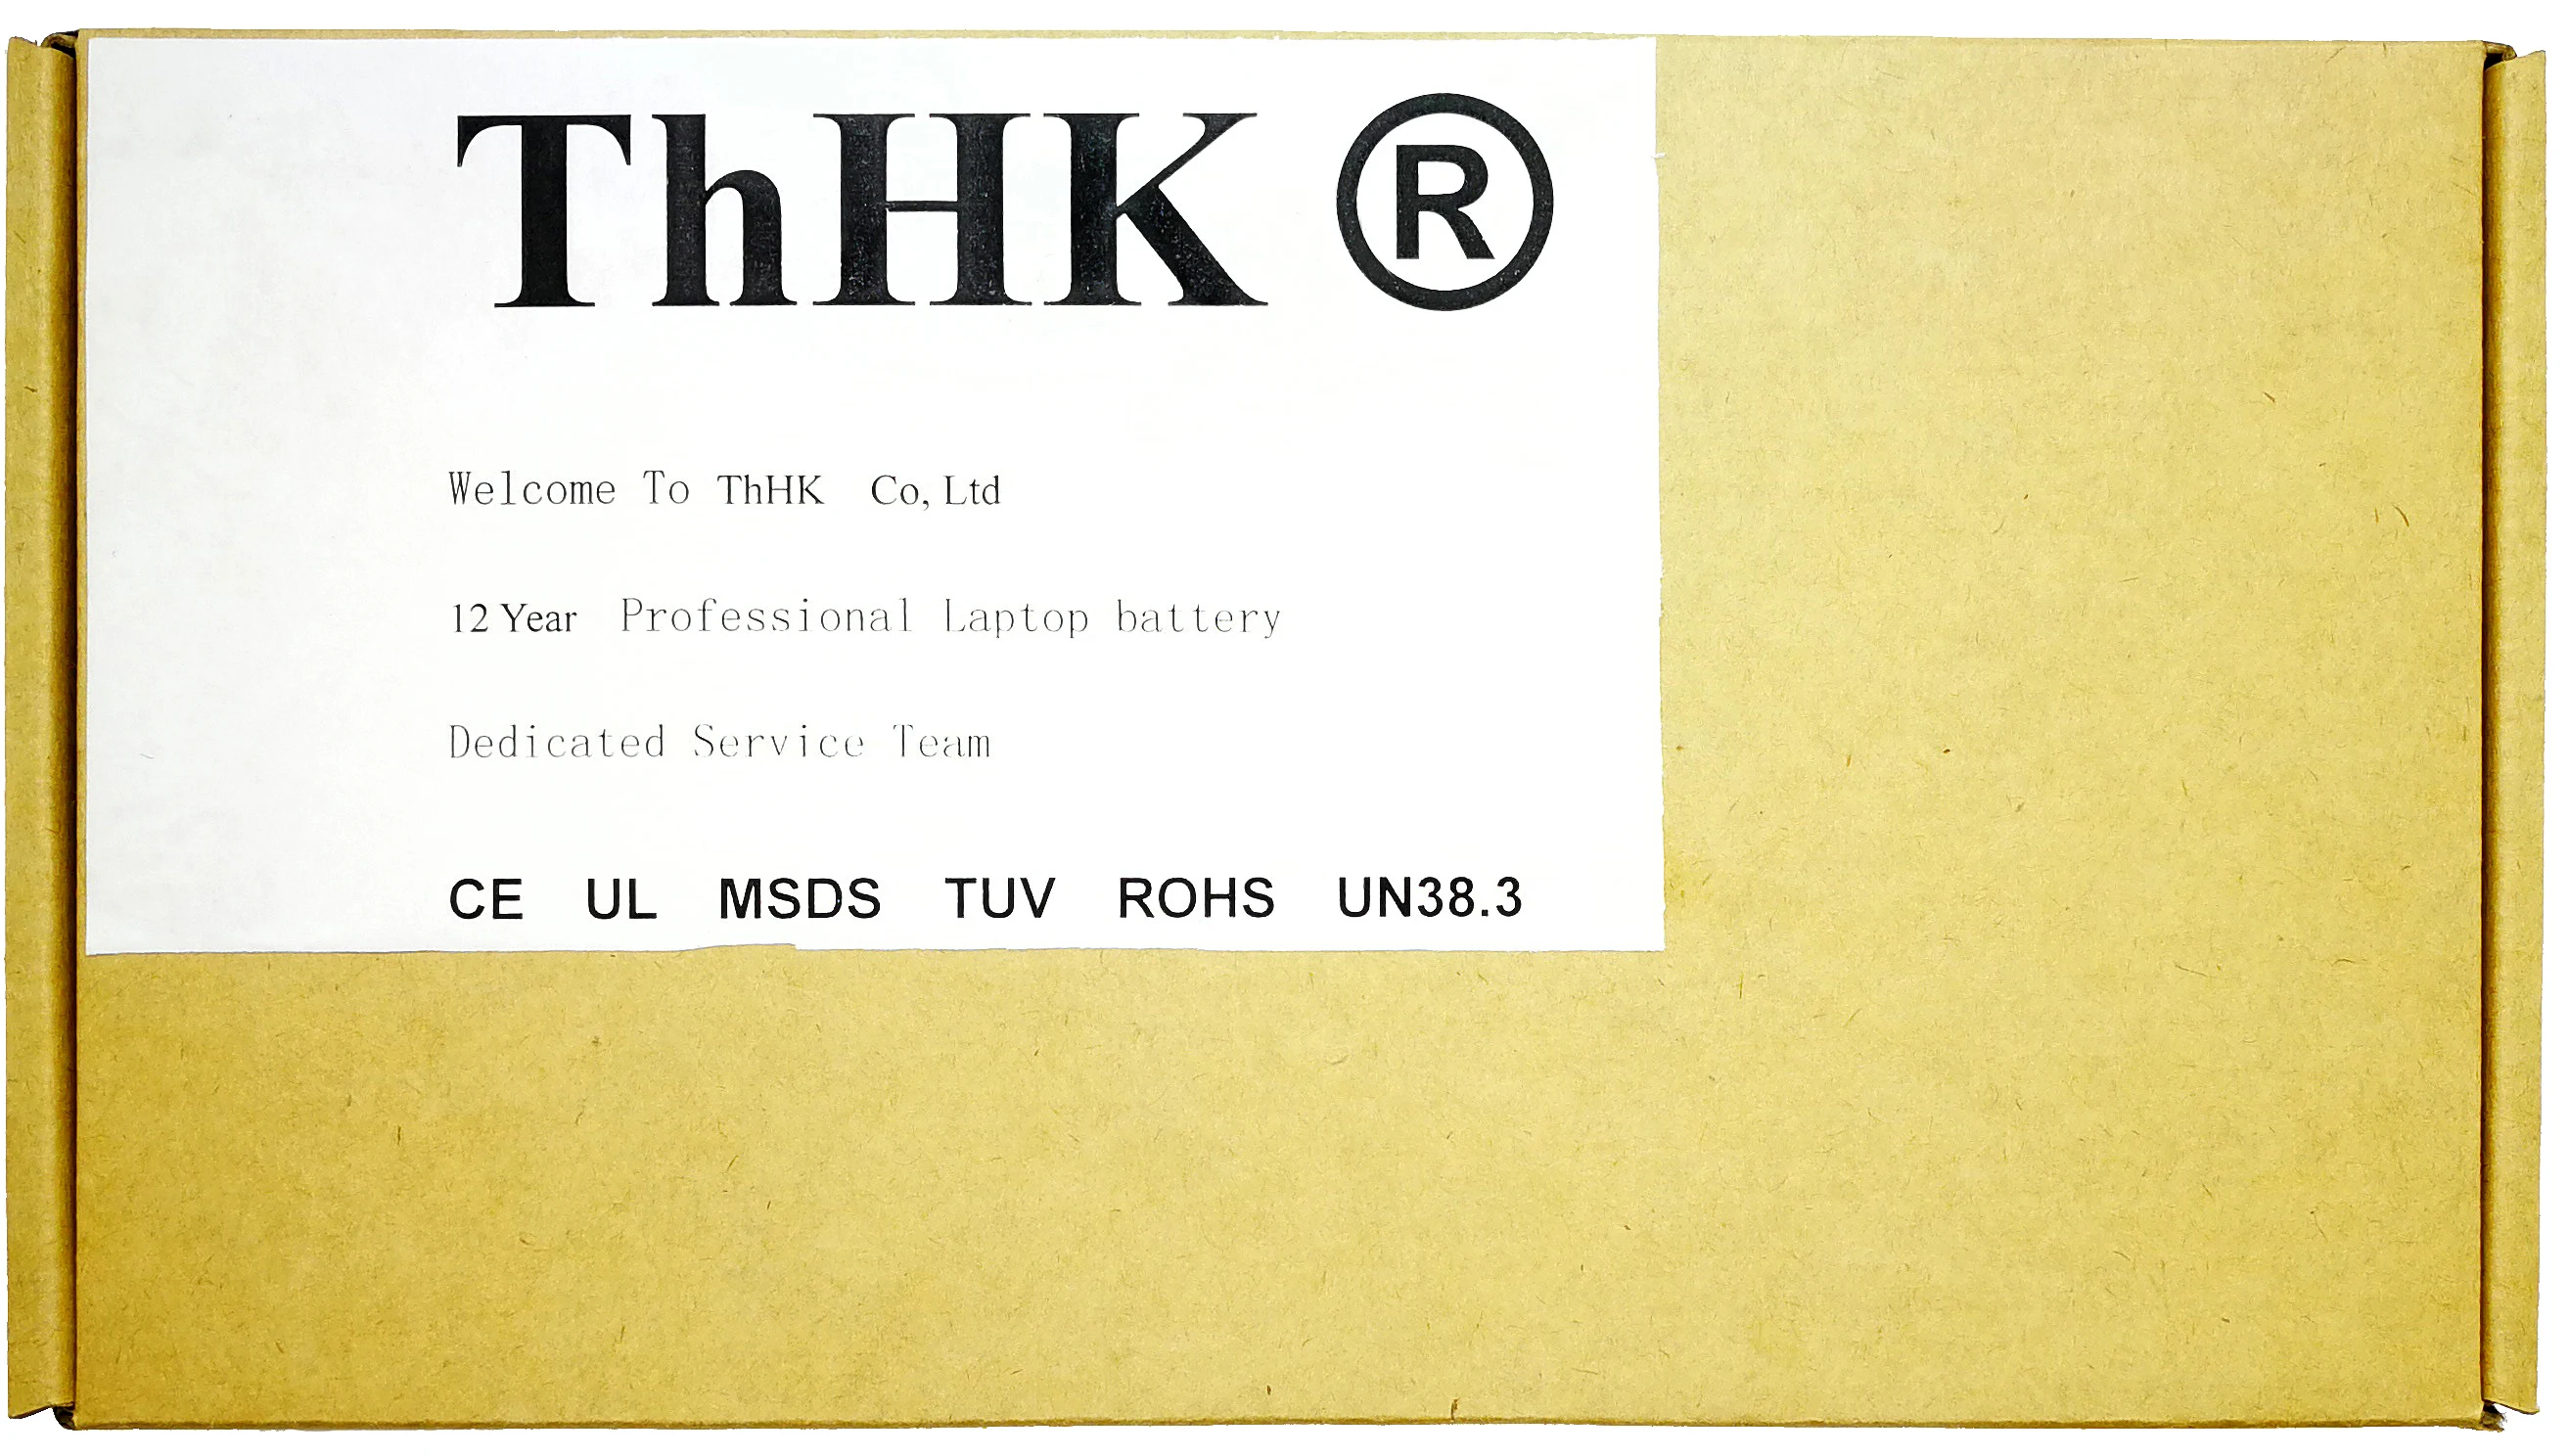 ThHK ®
Welcome To ThHK Co, Ltd
12 Year Professional Laptop battery
Dedicated Service Team
CE UL MSDS TUV ROHS UN38.3